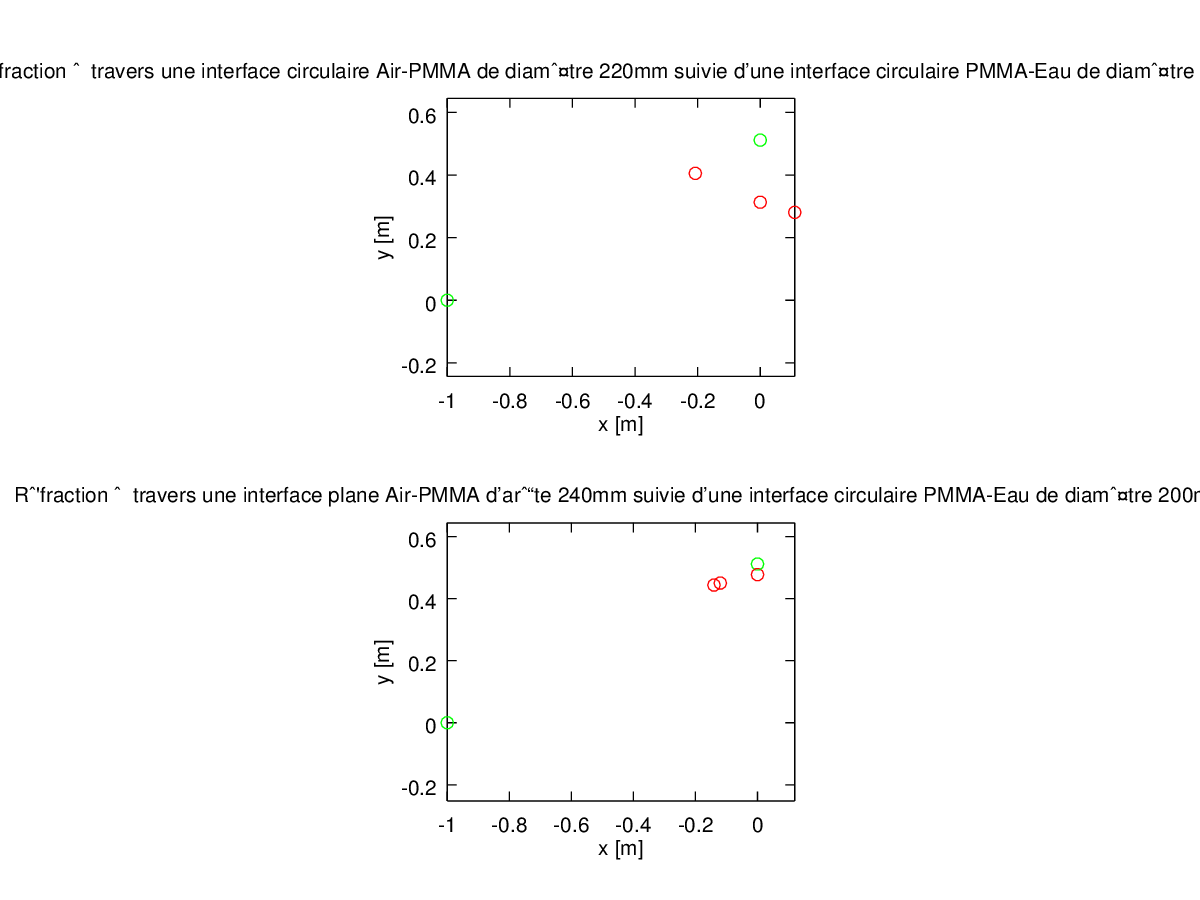 fraction ˆ  travers une interface circulaire Air-PMMA de diamˆ¤tre 220mm suivie d'une interface circulaire PMMA-Eau de diamˆ¤tre
0.6
0.4
0.2
0
-0.2
y [m]
-1 -0.8 -0.6 -0.4 -0.2 0
x [m]
Rˆ'fraction ˆ  travers une interface plane Air-PMMA d'arˆ“te 240mm suivie d'une interface circulaire PMMA-Eau de diamˆ¤tre 200m
0.6
0.4
0.2
0
-0.2
y [m]
-1 -0.8 -0.6 -0.4 -0.2 0
x [m]